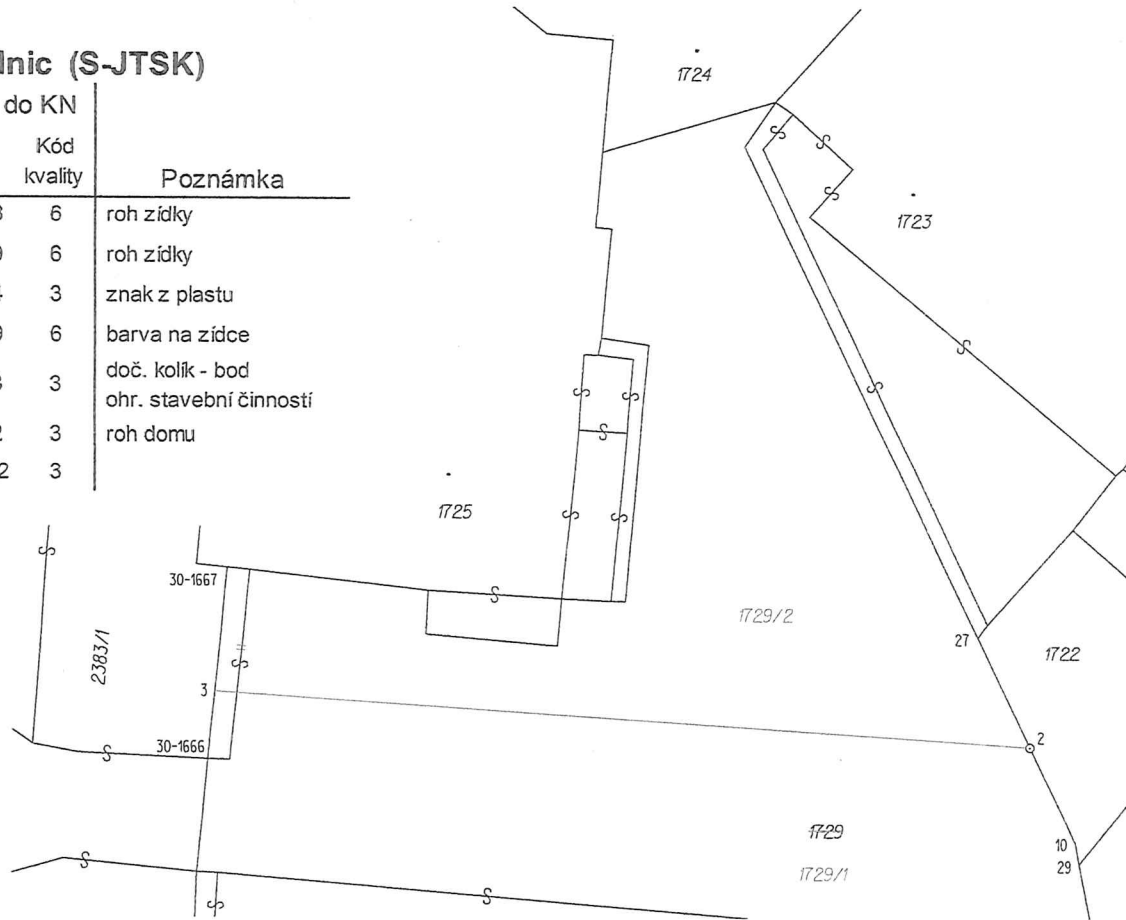 lnic (S-JTSK)
do KN
Kód
kvality
Poznámka
6 roh zídky
6 roh zídky
3 znak z plastu
6 barva na zídce
3 doč. kolík - bod
ohr. stavební činností
3 roh domu
2 3
1724
1723
1725
30-1667
1729/2
27
1722
2383/1
3
30-1666
2
1729
10
29
1729/1